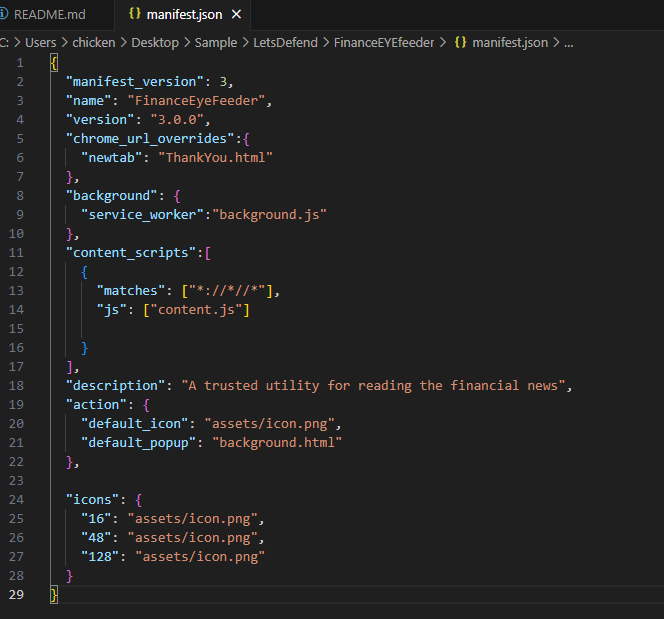 README.md {} manifest.json ×
C: > Users > chicken > Desktop > Sample > LetsDefend > FinanceEYEfeeder > {} manifest.json > ...
1 {
2 "manifest_version": 3,
3 "name": "FinanceEyeFeeder",
4 "version": "3.0.0",
5 "chrome_url_overrides":{
6 "newtab": "ThankYou.html"
7 },
8 "background": {
9 "service_worker":"background.js"
10 },
11 "content_scripts":[
12 {
13 "matches": ["*://*//*"],
14 "js": ["content.js"]
15
16 }
17 ],
18 "description": "A trusted utility for reading the financial news",
19 "action": {
20 "default_icon": "assets/icon.png",
21 "default_popup": "background.html"
22 },
23
24 "icons": {
25 "16": "assets/icon.png",
26 "48": "assets/icon.png",
27 "128": "assets/icon.png"
28 }
29 }